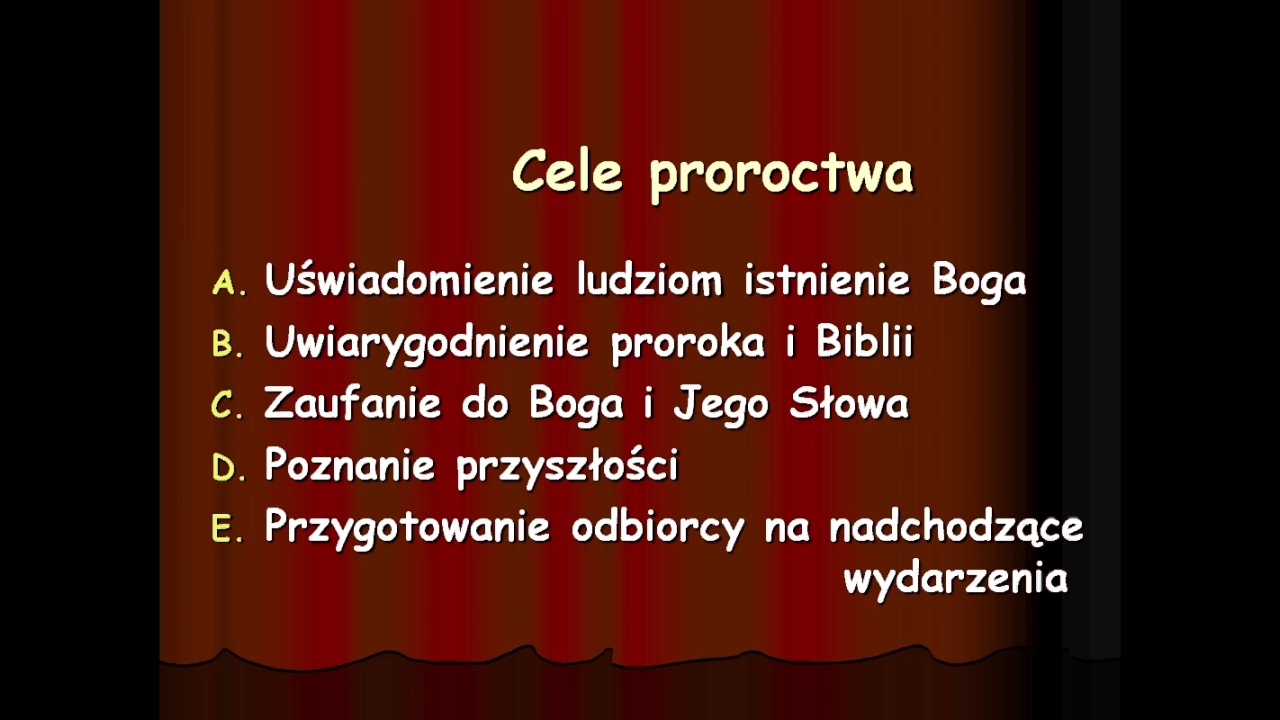 Cele proroctwa
A. Uświadomienie ludziom istnienie Boga
B. Uwiarygodnienie proroka i Biblii
C. Zaufanie do Boga i Jego Słowa
D. Poznanie przyszłości
E. Przygotowanie odbiorcy na nadchodzące
wydarzenia